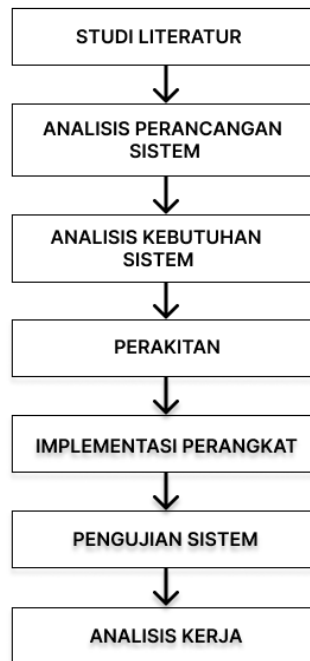 STUDI LITERATUR
ANALISIS PERANCANGAN
SISTEM
ANALISIS KEBUTUHAN
SISTEM
PERAKITAN
IMPLEMENTASI PERANGKAT
PENGUJIAN SISTEM
ANALISIS KERJA